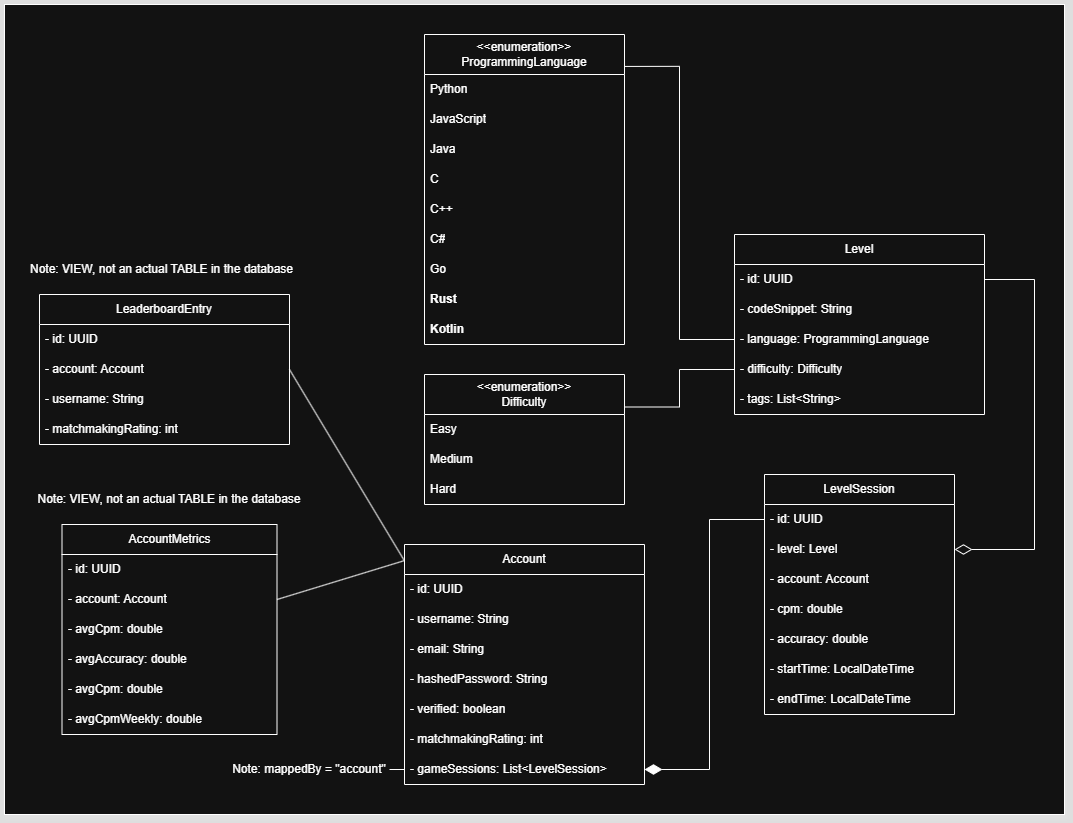 <<enumeration>>
ProgrammingLanguage
Python
JavaScript
Java
C
C++
C#
Go
Rust
Kotlin
Level
- id: UUID
- codeSnippet: String
- language: ProgrammingLanguage
- difficulty: Difficulty
- tags: List<String>
Note: VIEW, not an actual TABLE in the database
LeaderboardEntry
- id: UUID
- account: Account
- username: String
- matchmakingRating: int
<<enumeration>>
Difficulty
Easy
Medium
Hard
LevelSession
- id: UUID
- level: Level
- account: Account
- cpm: double
- accuracy: double
- startTime: LocalDateTime
- endTime: LocalDateTime
Note: VIEW, not an actual TABLE in the database
AccountMetrics
- id: UUID
- account: Account
- avgCpm: double
- avgAccuracy: double
- avgCpm: double
- avgCpmWeekly: double
Account
- id: UUID
- username: String
- email: String
- hashedPassword: String
- verified: boolean
- matchmakingRating: int
- gameSessions: List<LevelSession>
Note: mappedBy = "account"